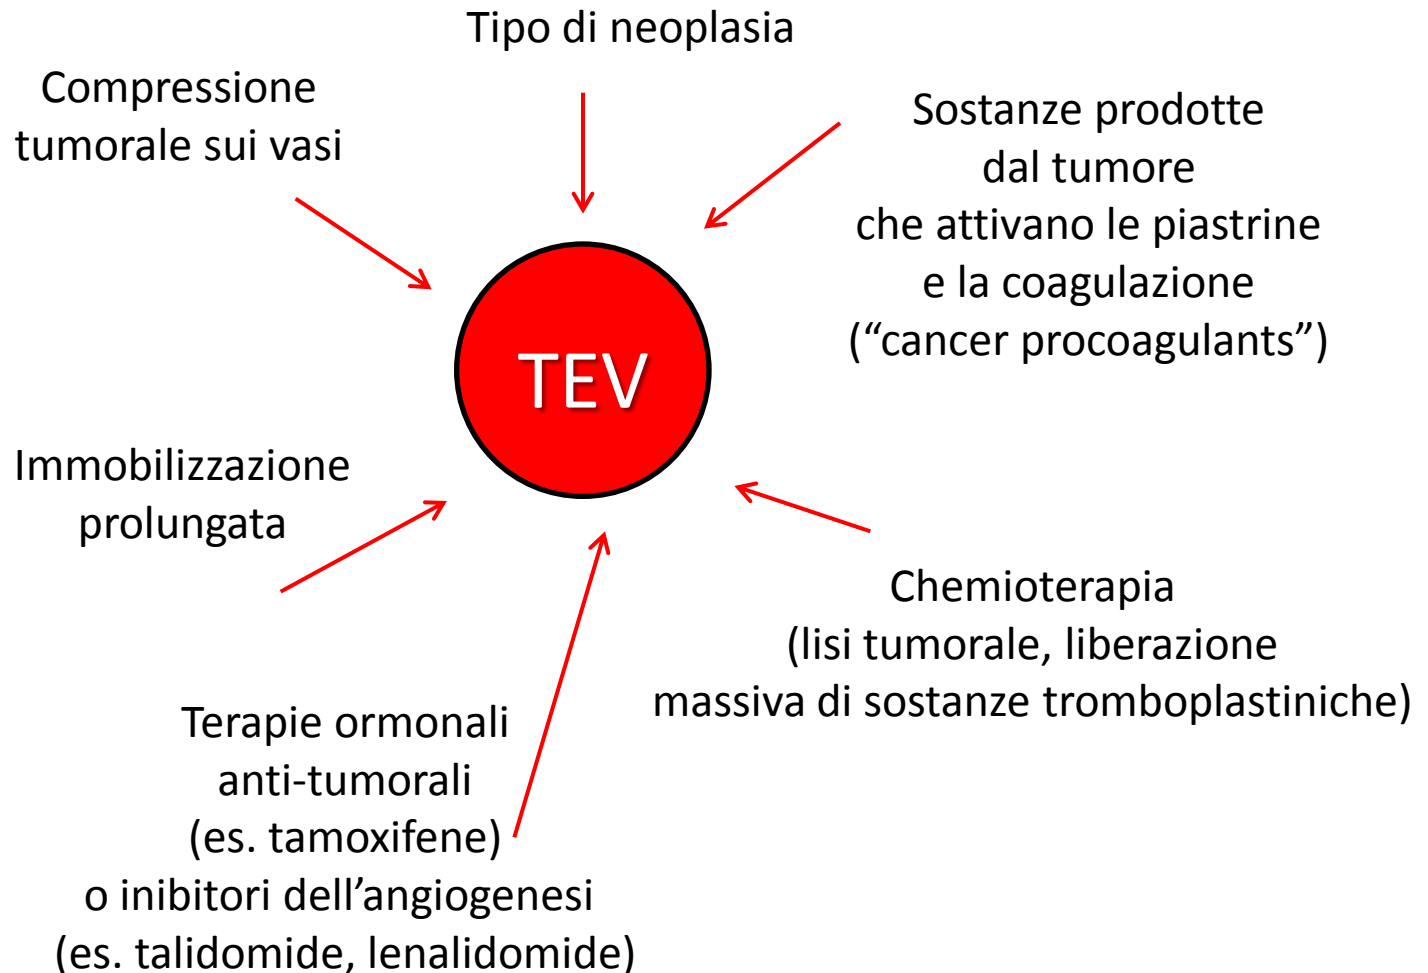 Tipo di neoplasia
Compressione
tumorale sui vasi
Sostanze prodotte
dal tumore
che attivano le piastrine
e la coagulazione
(“cancer procoagulants”)
TEV
Immobilizzazione
prolungata
Chemioterapia
(lisi tumorale, liberazione
massiva di sostanze tromboplastiniche)
Terapie ormonali
anti-tumorali
(es. tamoxifene)
o inibitori dell’angiogenesi
(es. talidomide, lenalidomide)